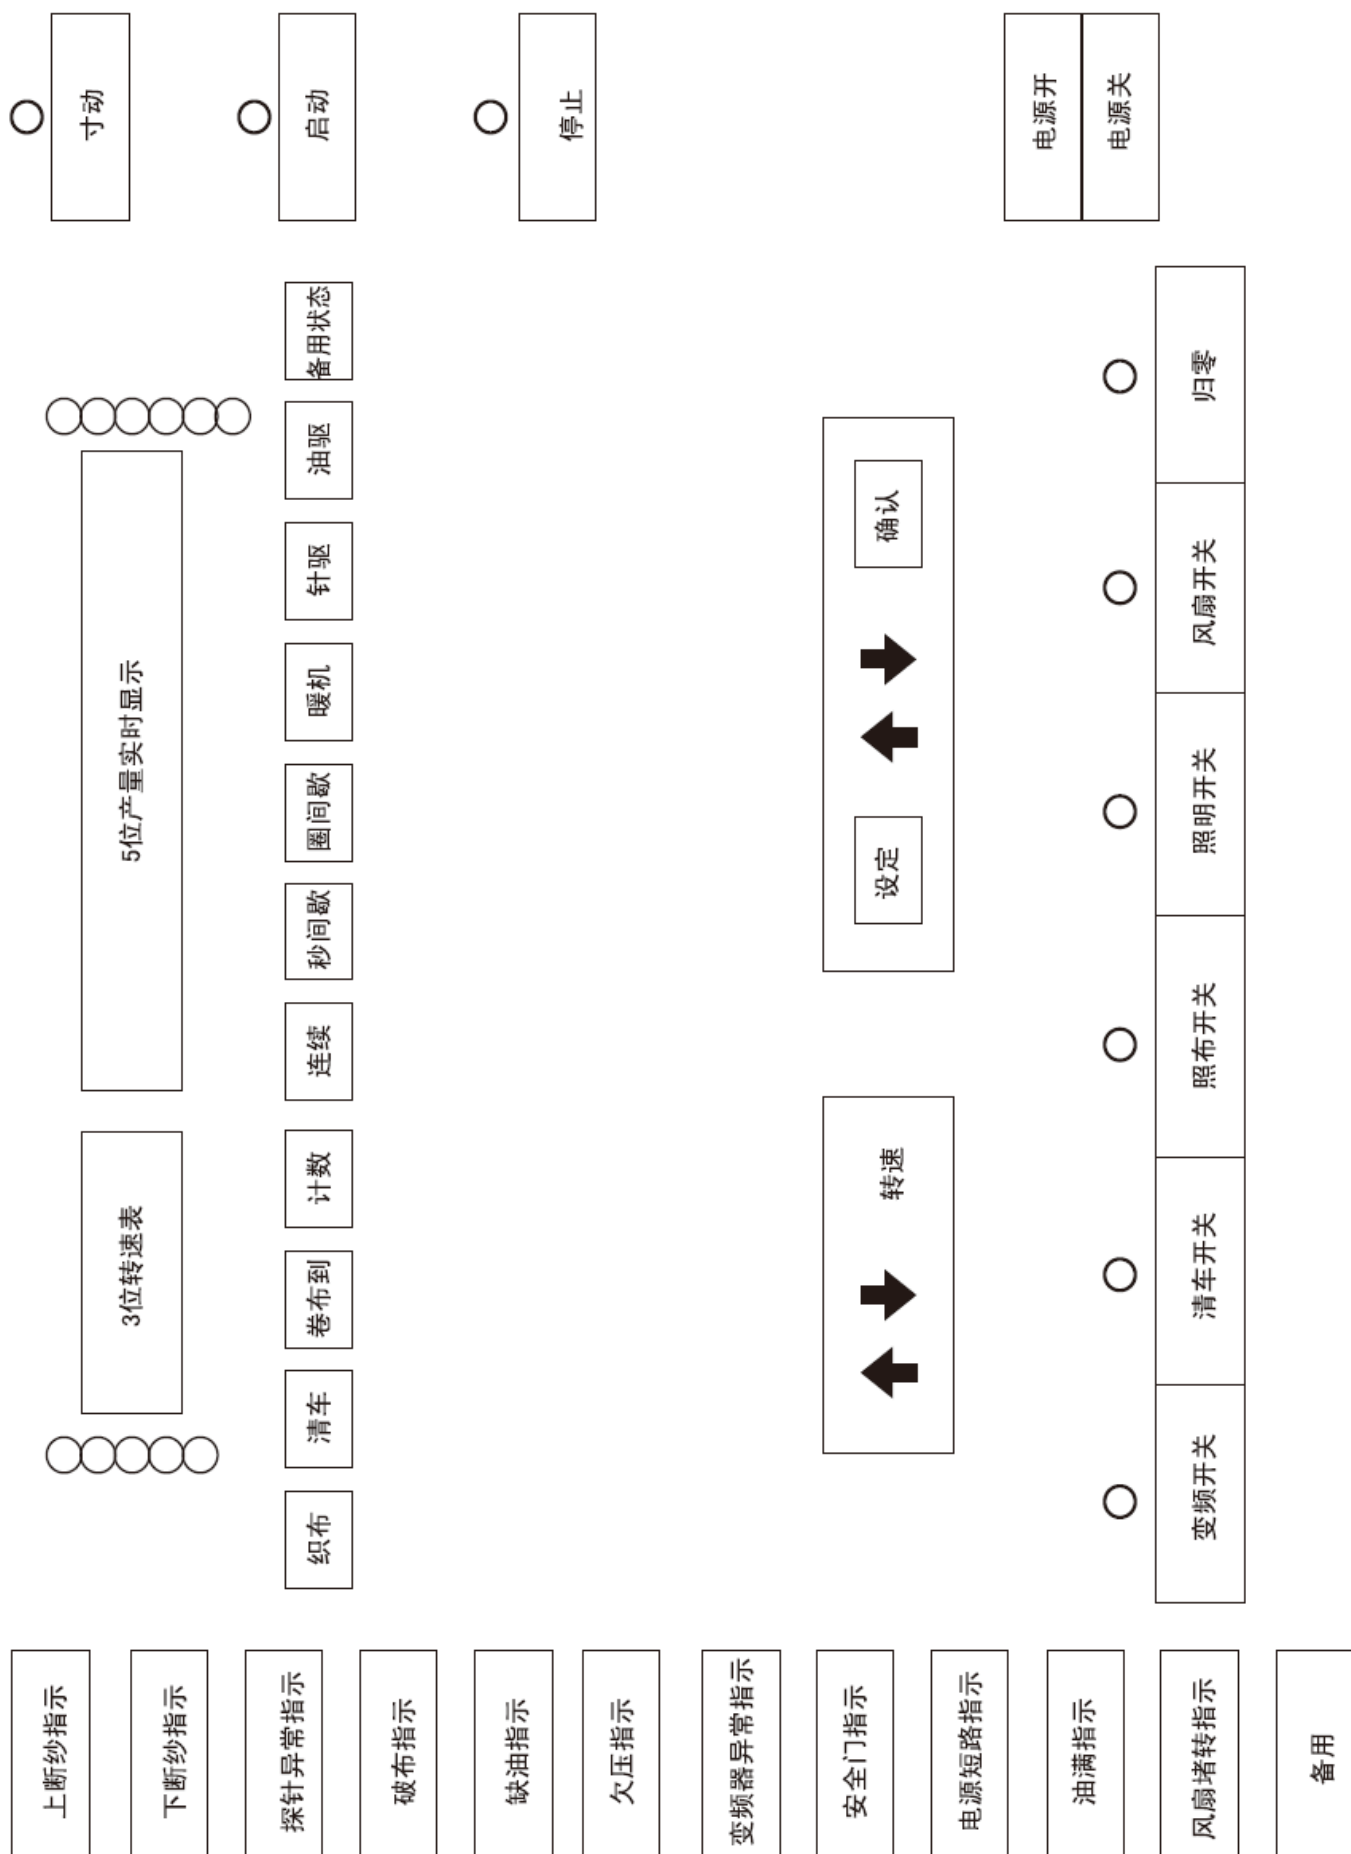 上断纱指示
下断纱指示
探针异常指示
破布指示
缺油指示
欠压指示
变频器异常指示
安全门指示
电源短路指示
油满指示
风扇堵转指示
备用
3位转速表
5位产量实时显示
织布
清车
卷布到
计数
连续
秒间歇
圈间歇
暖机
针驱
油驱
备用状态
转速
设定
确认
变频开关
清车开关
照布开关
照明开关
风扇开关
归零
寸动
启动
停止
电源开
电源关